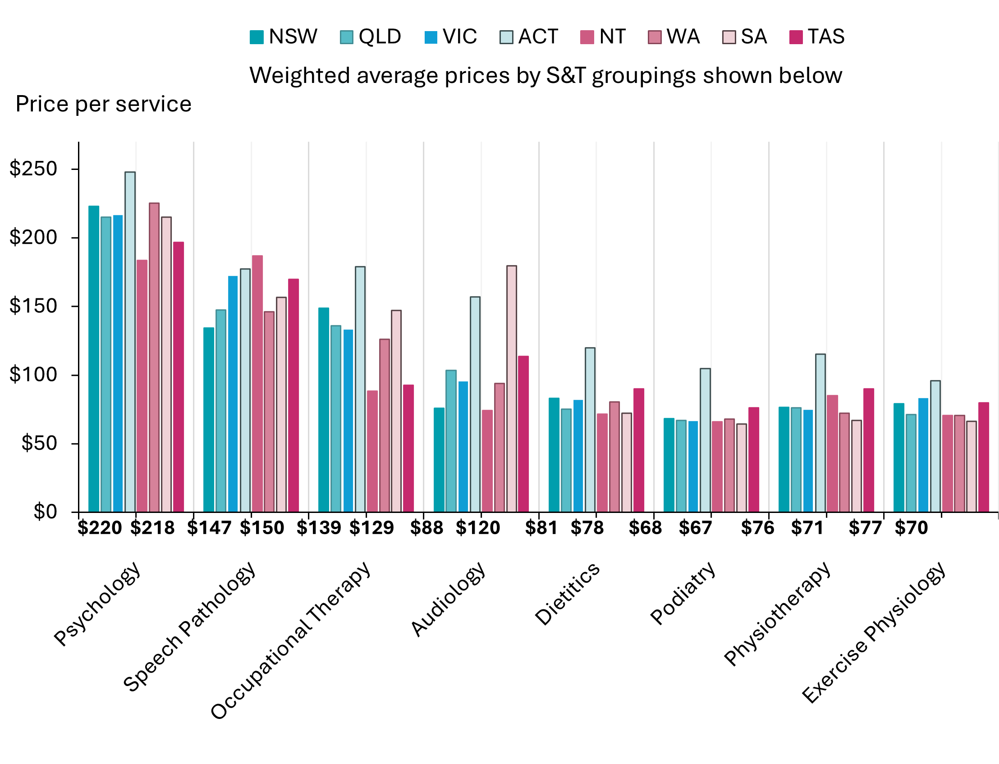 NSW QLD VIC ACT NT WA SA TAS
Weighted average prices by S&T groupings shown below
Price per service
$250
$200
$150
$100
$50
$0
$220 $218 $147 $150 $139 $129 $88 $120 $81 $78 $68 $67 $76 $71 $77 $70
Psychology
Speech Pathology
Occupational Therapy
Audiology
Dietitics
Podiatry
Physiotherapy
Exercise Physiology